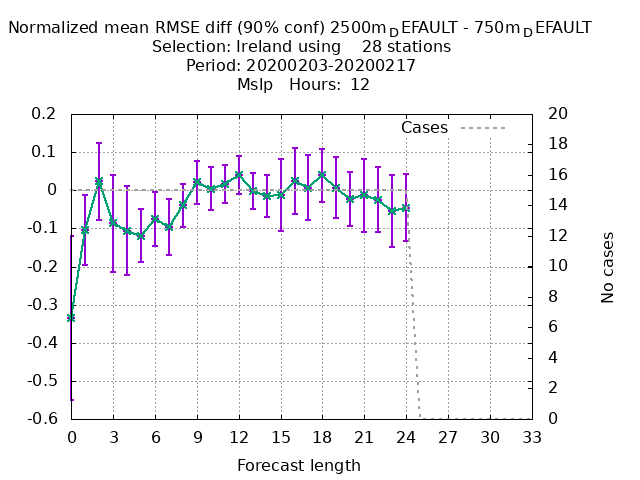 Normalized mean RMSE diff (90% conf) 2500mDEFAULT - 750mDEFAULT
Selection: Ireland using 28 stations
Period: 20200203-20200217
Mslp Hours: 12
Cases
0.2
0.1
0
-0.1
-0.2
-0.3
-0.4
-0.5
-0.6
20
18
16
14
12
10
8
6
4
2
0
No cases
0 3 6 9 12 15 18 21 24 27 30 33
Forecast length